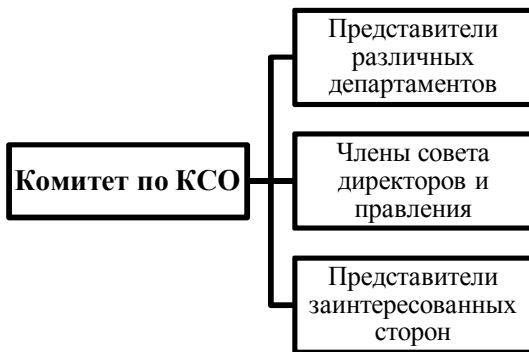 Комитет по КСО
Представители
различных
департаментов
Члены совета
директоров и
правления
Представители
заинтересованных
сторон